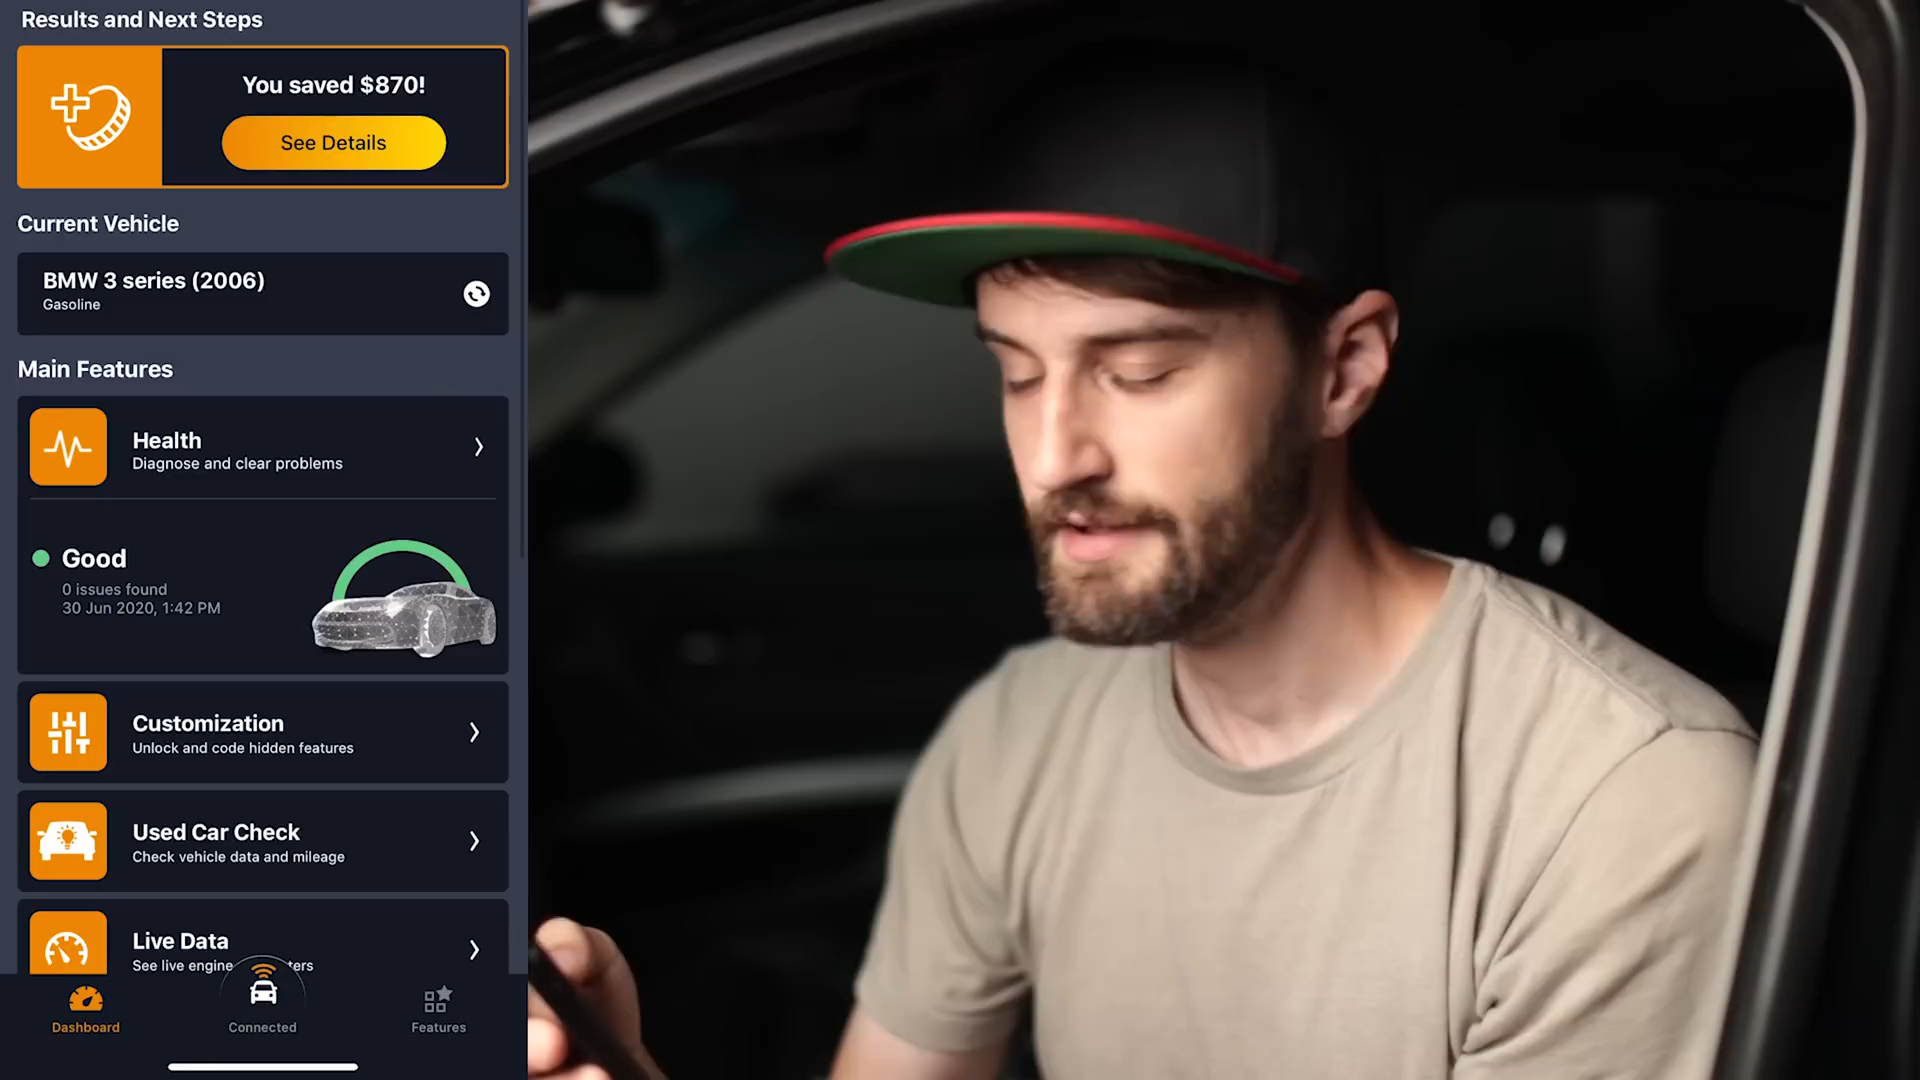 Results and Next Steps
You saved $870!
See Details
Current Vehicle
BMW 3 series (2006)
Gasoline
Main Features
Health
Diagnose and clear problems
Good
0 issues found
30 Jun 2020, 1:42 PM
Customization
Unlock and code hidden features
Used Car Check
Check vehicle data and mileage
Live Data
See live engine ters
Dashboard
Connected
Features